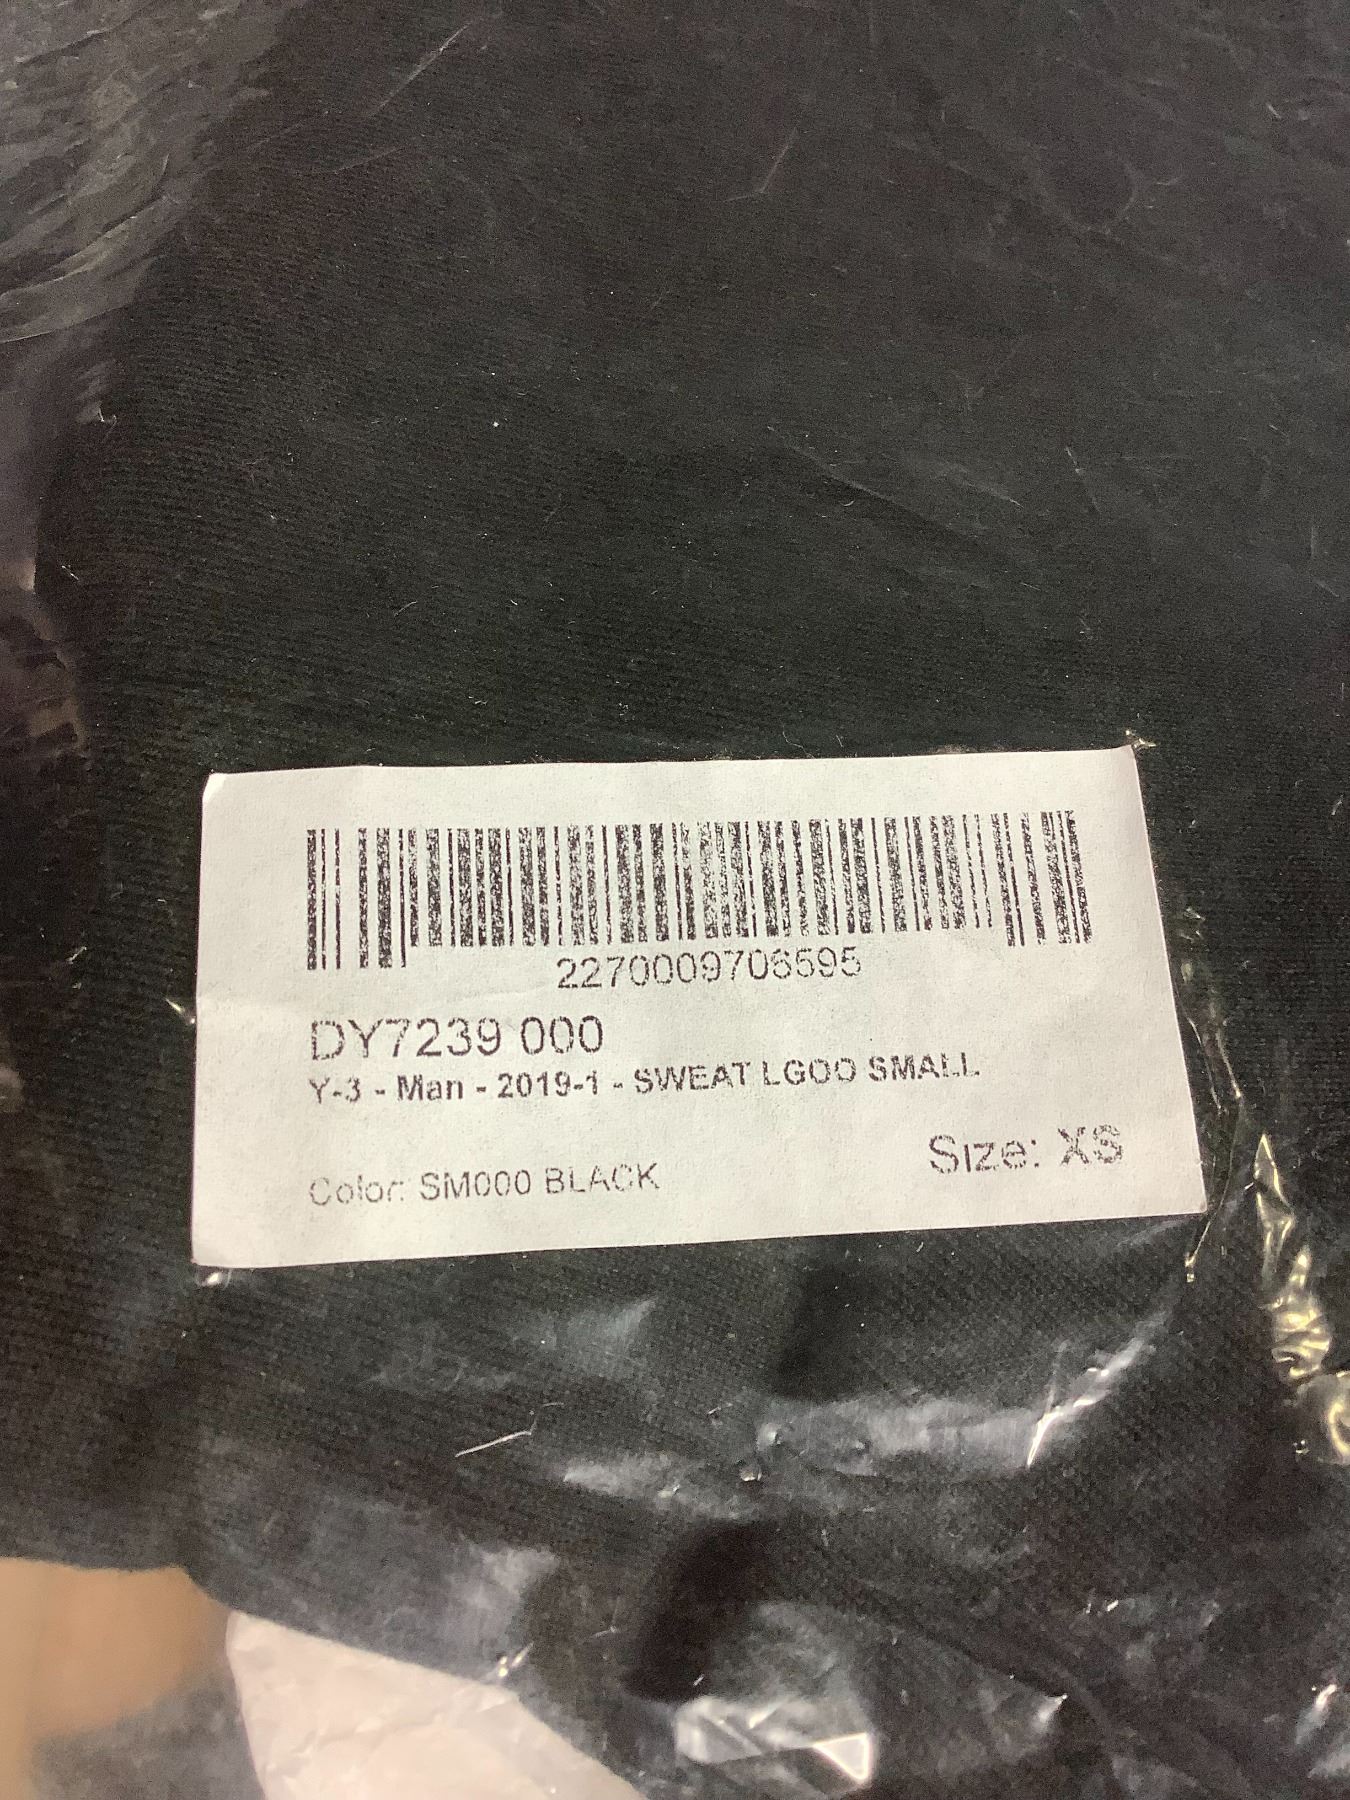 2270009706595
DY7239 000
Y-3 - Man - 2019-1 - SWEAT LGOO SMALL
Size: XS
Color: SM000 BLACK